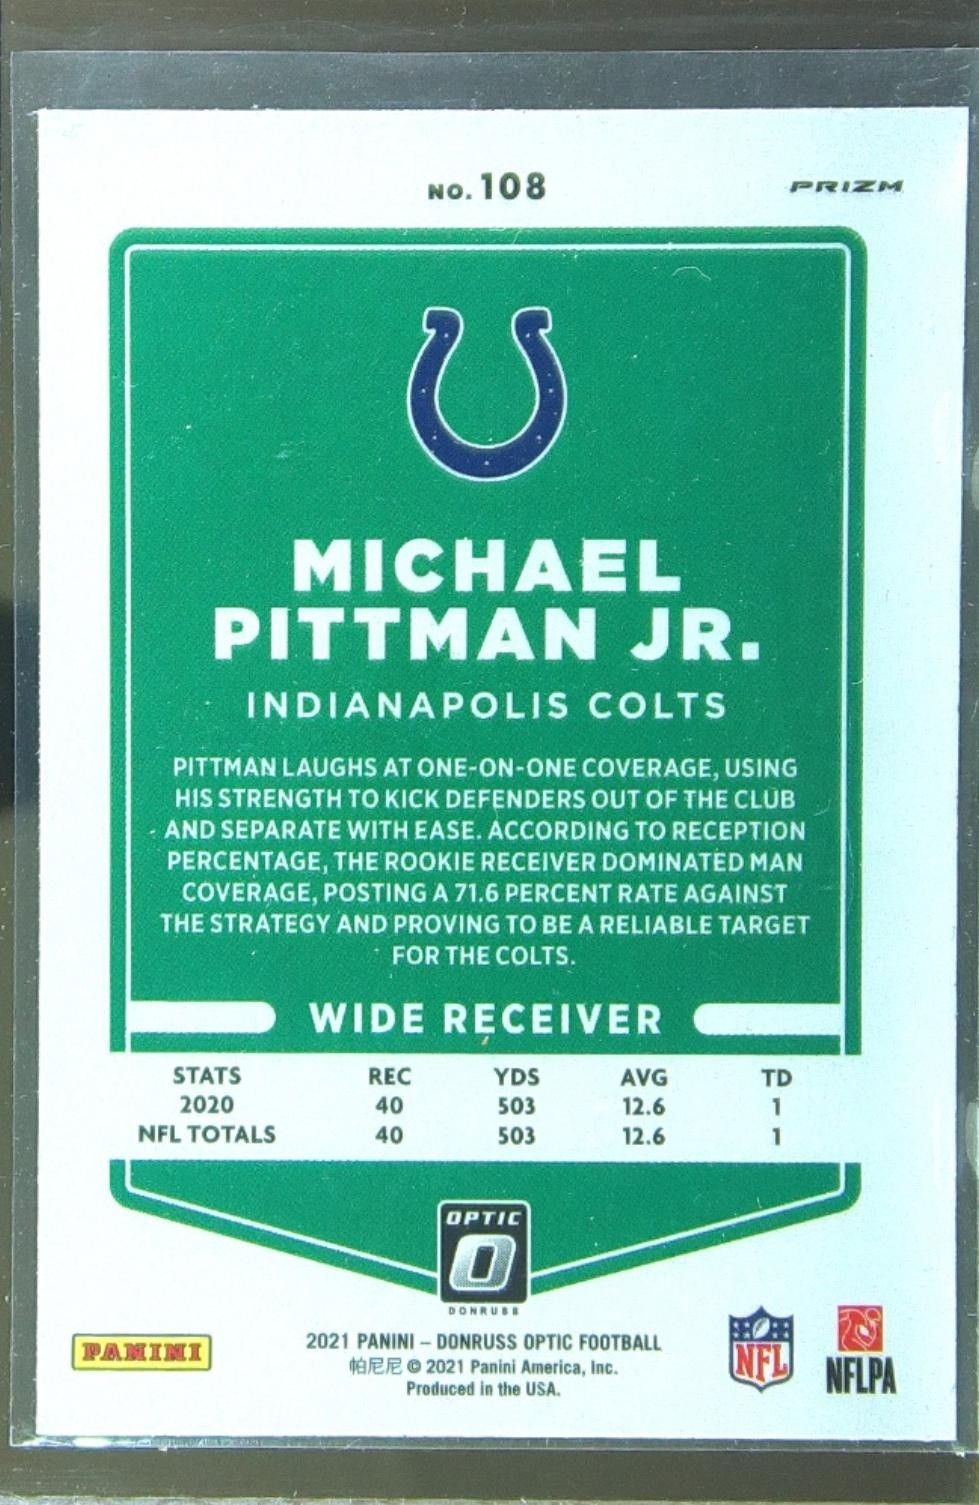 NO. 108
PRIZM
MICHAEL
PITTMAN JR.
INDIANAPOLIS COLTS
PITTMAN LAUGHS AT ONE-ON-ONE COVERAGE, USING
HIS STRENGTH TO KICK DEFENDERS OUT OF THE CLUB
AND SEPARATE WITH EASE. ACCORDING TO RECEPTION
PERCENTAGE, THE ROOKIE RECEIVER DOMINATED MAN
COVERAGE, POSTING A 71.6 PERCENT RATE AGAINST
THE STRATEGY AND PROVING TO BE A RELIABLE TARGET
FOR THE COLTS.
WIDE RECEIVER
STATS REC YDS AVG TD
2020 40 503 12.6 1
NFL TOTALS 40 503 12.6 1
OPTIC
O
DONRUSS
PANINI
2021 PANINI – DONRUSS OPTIC FOOTBALL
帕尼尼 © 2021 Panini America, Inc.
Produced in the USA.
NFL
NFLPA